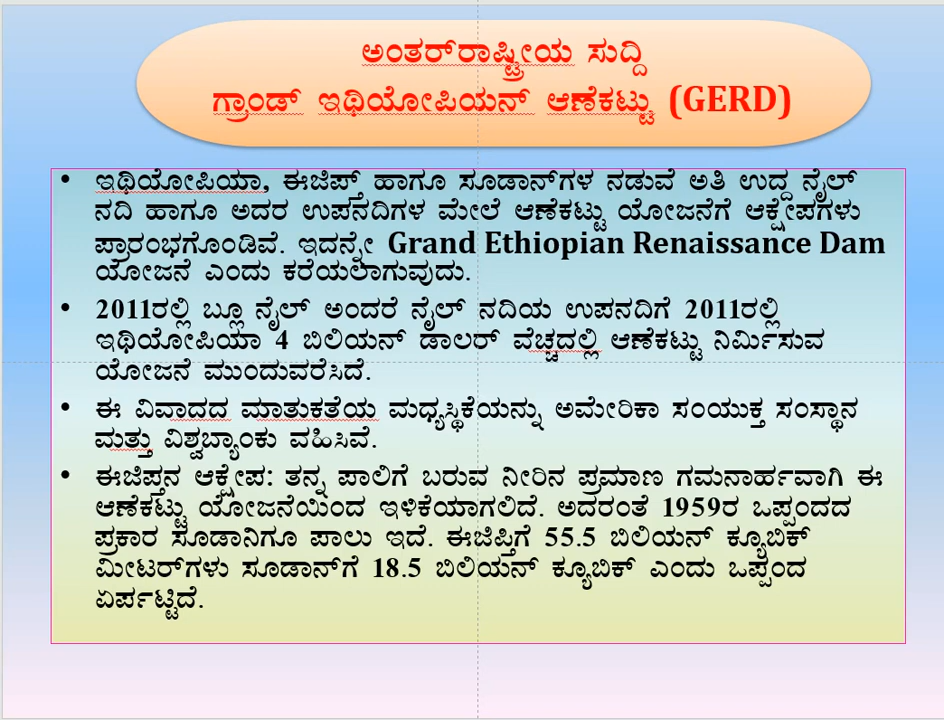 ಅಂತರ್‌ರಾಷ್ಟ್ರೀಯ ಸುದ್ದಿ
ಗ್ರಾಂಡ್ ಇಥಿಯೋಪಿಯನ್ ಆಣೆಕಟ್ಟು (GERD)
• ಇಥಿಯೋಪಿಯಾ, ಈಜಿಪ್ತ್ ಹಾಗೂ ಸೂಡಾನ್‌ಗಳ ನಡುವೆ ಅತಿ ಉದ್ದ ನೈಲ್
ನದಿ ಹಾಗೂ ಅದರ ಉಪನದಿಗಳ ಮೇಲೆ ಆಣೆಕಟ್ಟು ಯೋಜನೆಗೆ ಆಕ್ಷೇಪಗಳು
ಪ್ರಾರಂಭಗೊಂಡಿವೆ. ಇದನ್ನೇ Grand Ethiopian Renaissance Dam
ಯೋಜನೆ ಎಂದು ಕರೆಯಲಾಗುವುದು.
• 2011ರಲ್ಲಿ ಬ್ಲೂ ನೈಲ್ ಅಂದರೆ ನೈಲ್ ನದಿಯ ಉಪನದಿಗೆ 2011ರಲ್ಲಿ
ಇಥಿಯೋಪಿಯಾ 4 ಬಿಲಿಯನ್ ಡಾಲರ್ ವೆಚ್ಚದಲ್ಲಿ ಆಣೆಕಟ್ಟು ನಿರ್ಮಿಸುವ
ಯೋಜನೆ ಮುಂದುವರೆಸಿದೆ.
• ಈ ವಿವಾದದ ಮಾತುಕತೆಯ ಮಧ್ಯಸ್ಥಿಕೆಯನ್ನು ಅಮೇರಿಕಾ ಸಂಯುಕ್ತ ಸಂಸ್ಥಾನ
ಮತ್ತು ವಿಶ್ವಬ್ಯಾಂಕು ವಹಿಸಿವೆ.
• ಈಜಿಪ್ತನ ಆಕ್ಷೇಪ: ತನ್ನ ಪಾಲಿಗೆ ಬರುವ ನೀರಿನ ಪ್ರಮಾಣ ಗಮನಾರ್ಹವಾಗಿ ಈ
ಆಣೆಕಟ್ಟು ಯೋಜನೆಯಿಂದ ಇಳಿಕೆಯಾಗಲಿದೆ. ಅದರಂತೆ 1959ರ ಒಪ್ಪಂದದ
ಪ್ರಕಾರ ಸೂಡಾನಿಗೂ ಪಾಲು ಇದೆ. ಈಜಿಪ್ತಿಗೆ 55.5 ಬಿಲಿಯನ್ ಕ್ಯೂಬಿಕ್
ಮೀಟರ್‌ಗಳು ಸೂಡಾನ್‌ಗೆ 18.5 ಬಿಲಿಯನ್ ಕ್ಯೂಬಿಕ್ ಎಂದು ಒಪ್ಪಂದ
ಏರ್ಪಟ್ಟಿದೆ.